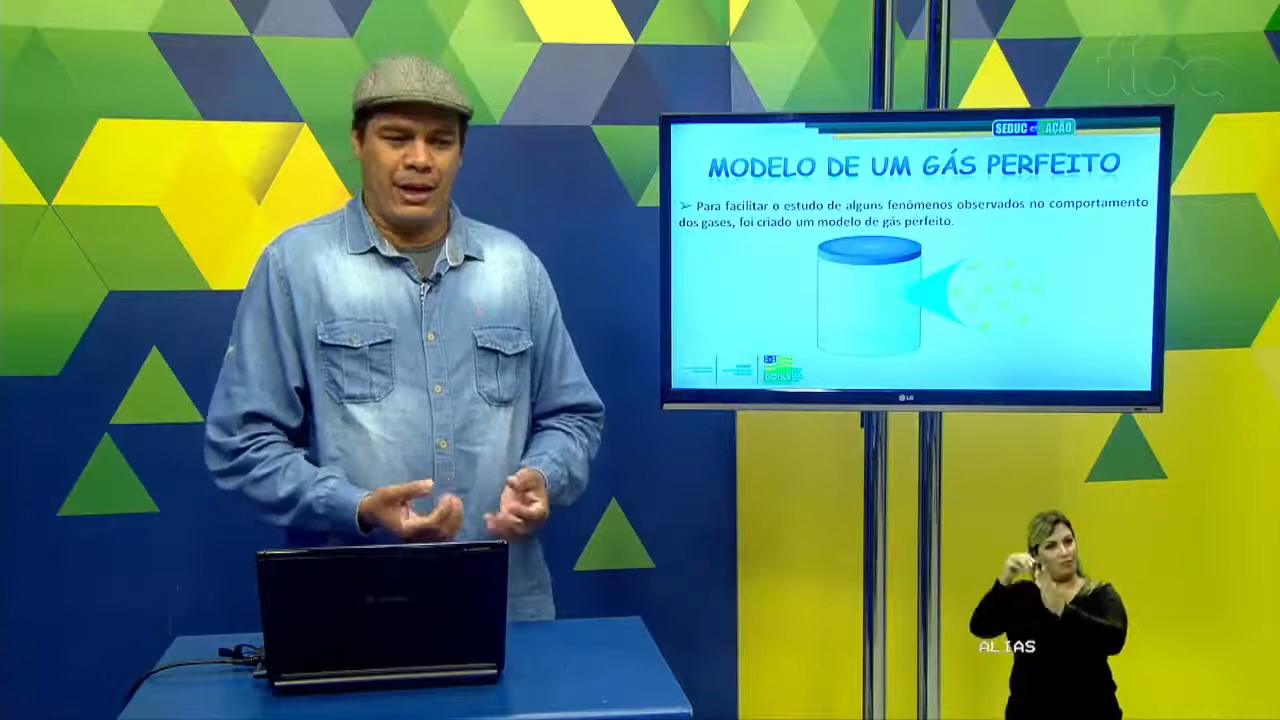 SEDUC em AÇÃO
MODELO DE UM GÁS PERFEITO
➢ Para facilitar o estudo de alguns fenômenos observados no comportamento
dos gases, foi criado um modelo de gás perfeito.
GOIÁS
LG
ALIAS